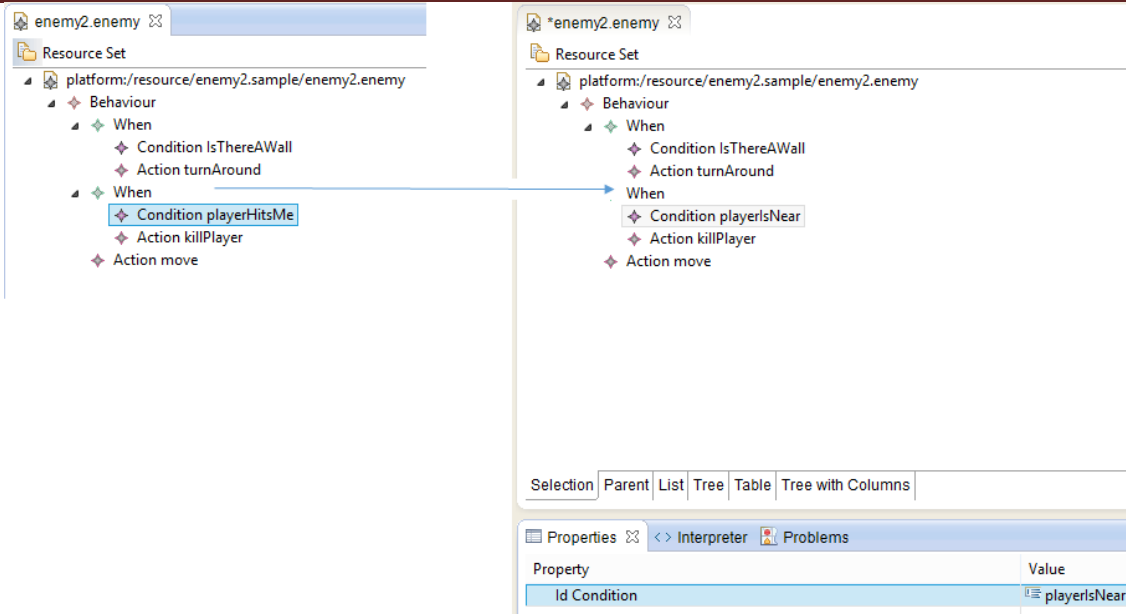 enemy2.enemy
Resource Set
platform:/resource/enemy2.sample/enemy2.enemy
Behaviour
When
Condition IsThereAWall
Action turnAround
When
Condition playerHitsMe
Action killPlayer
Action move
*enemy2.enemy
Resource Set
platform:/resource/enemy2.sample/enemy2.enemy
Behaviour
When
Condition IsThereAWall
Action turnAround
When
Condition playerIsNear
Action killPlayer
Action move
Selection Parent List Tree Table Tree with Columns
Properties Interpreter Problems
Property Value
Id Condition playerIsNear